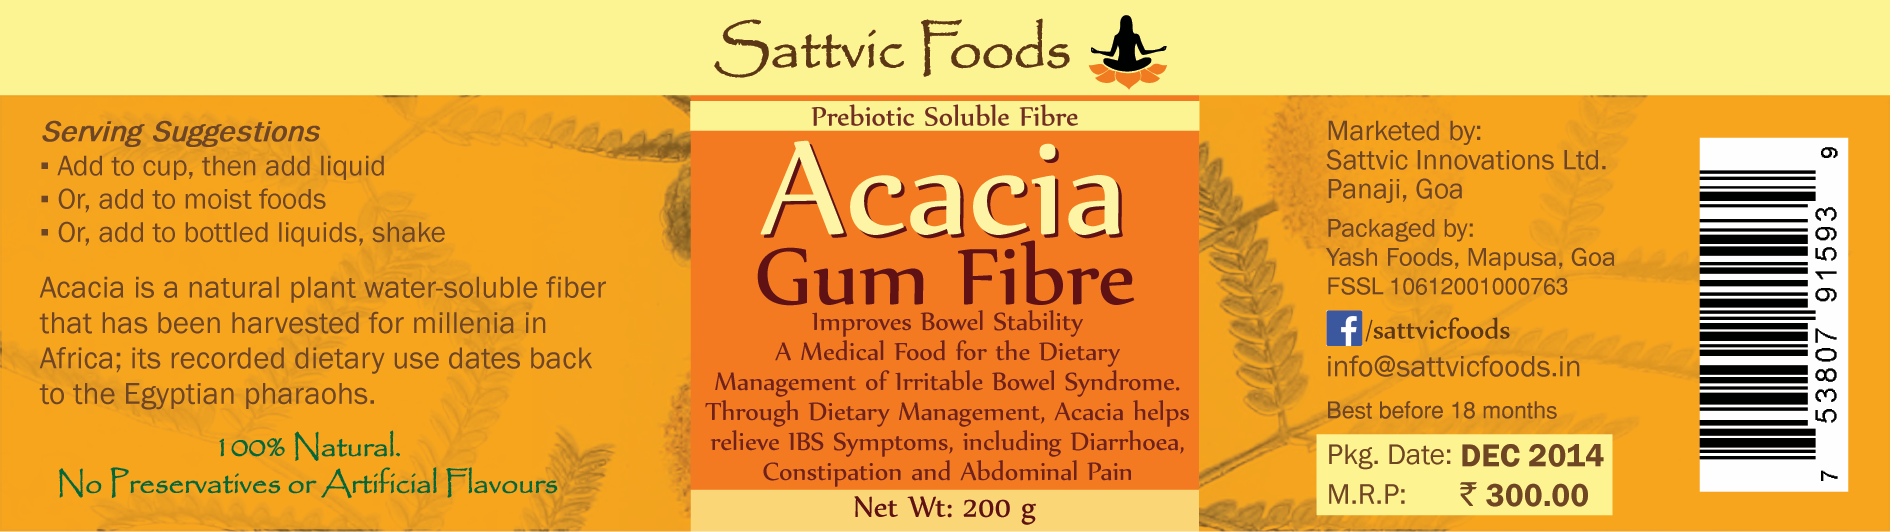 Sattvic Foods
Serving Suggestions
▪ Add to cup, then add liquid
▪ Or, add to moist foods
▪ Or, add to bottled liquids, shake
Acacia is a natural plant water-soluble fiber
that has been harvested for millenia in
Africa; its recorded dietary use dates back
to the Egyptian pharaohs.
100% Natural.
No Preservatives or Artificial Flavours
Prebiotic Soluble Fibre
Acacia
Gum Fibre
Improves Bowel Stability
A Medical Food for the Dietary
Management of Irritable Bowel Syndrome.
Through Dietary Management, Acacia helps
relieve IBS Symptoms, including Diarrhoea,
Constipation and Abdominal Pain
Net Wt: 200 g
Marketed by:
Sattvic Innovations Ltd.
Panaji, Goa
Packaged by:
Yash Foods, Mapusa, Goa
FSSL 10612001000763
f /sattvicfoods
info@sattvicfoods.in
Best before 18 months
Pkg. Date: DEC 2014
M.R.P: ₹ 300.00
7 53807 91593 9